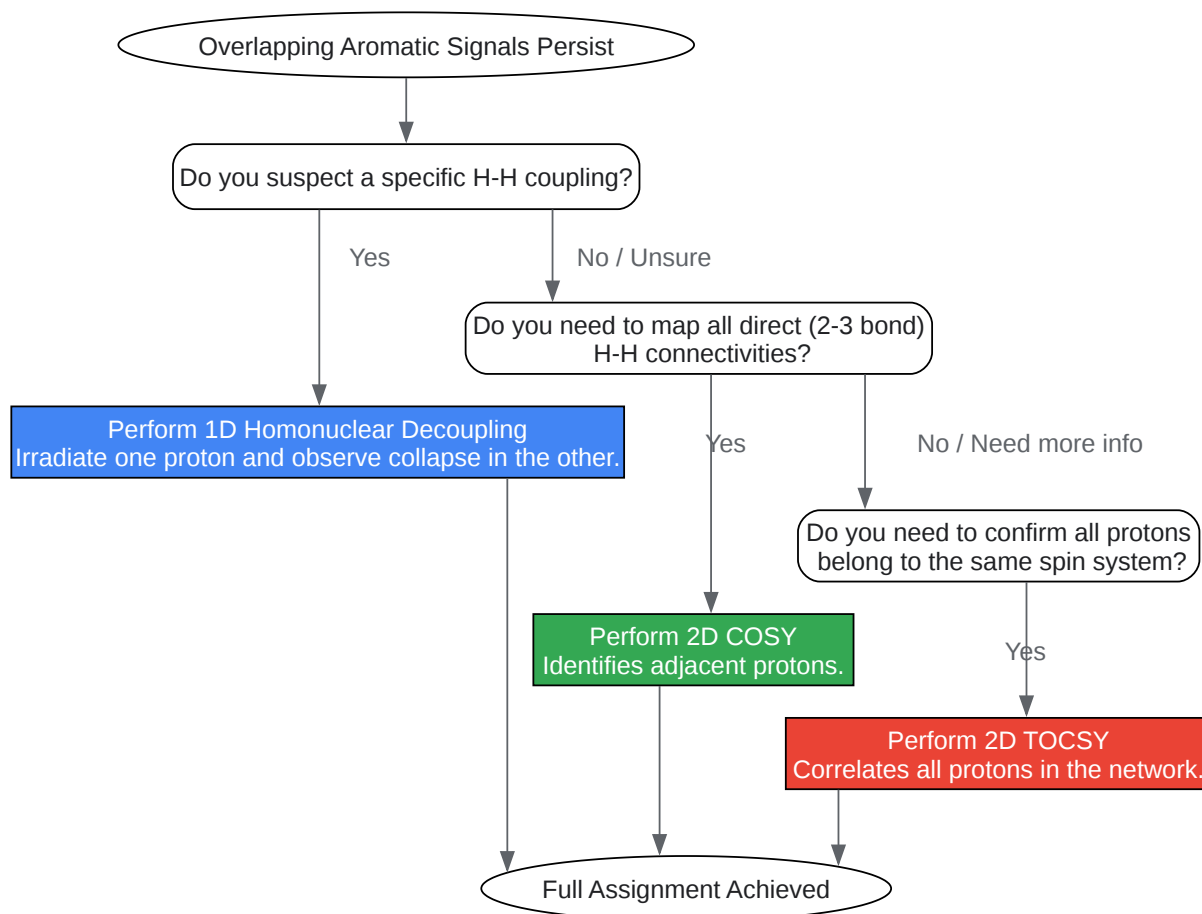 Overlapping Aromatic Signals Persist
Do you suspect a specific H-H coupling?
Yes
No / Unsure
Do you need to map all direct (2-3 bond)
H-H connectivities?
Perform 1D Homonuclear Decoupling
Irradiate one proton and observe collapse in the other.
Yes
No / Need more info
Do you need to confirm all protons
belong to the same spin system?
Perform 2D COSY
Identifies adjacent protons.
Yes
Perform 2D TOCSY
Correlates all protons in the network.
Full Assignment Achieved